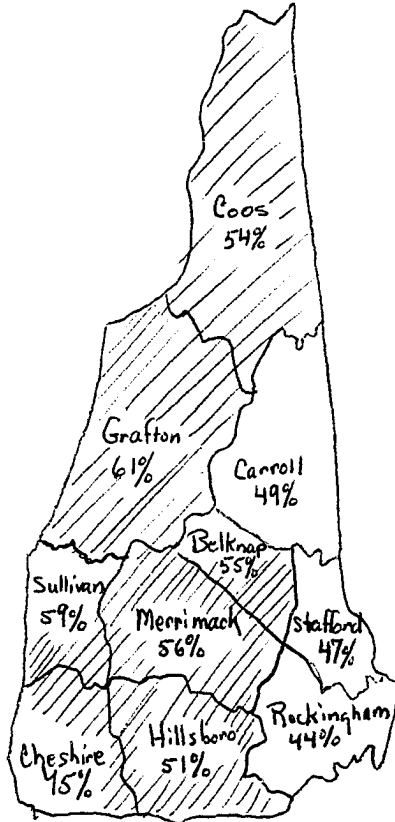 Coos
54%
Grafton
61%
Carroll
49%
Belknap
55%
Sullivan
59%
Merrimack
56%
Stafford
47%
Rockingham
44%
Hillsboro
51%
Cheshire
15%